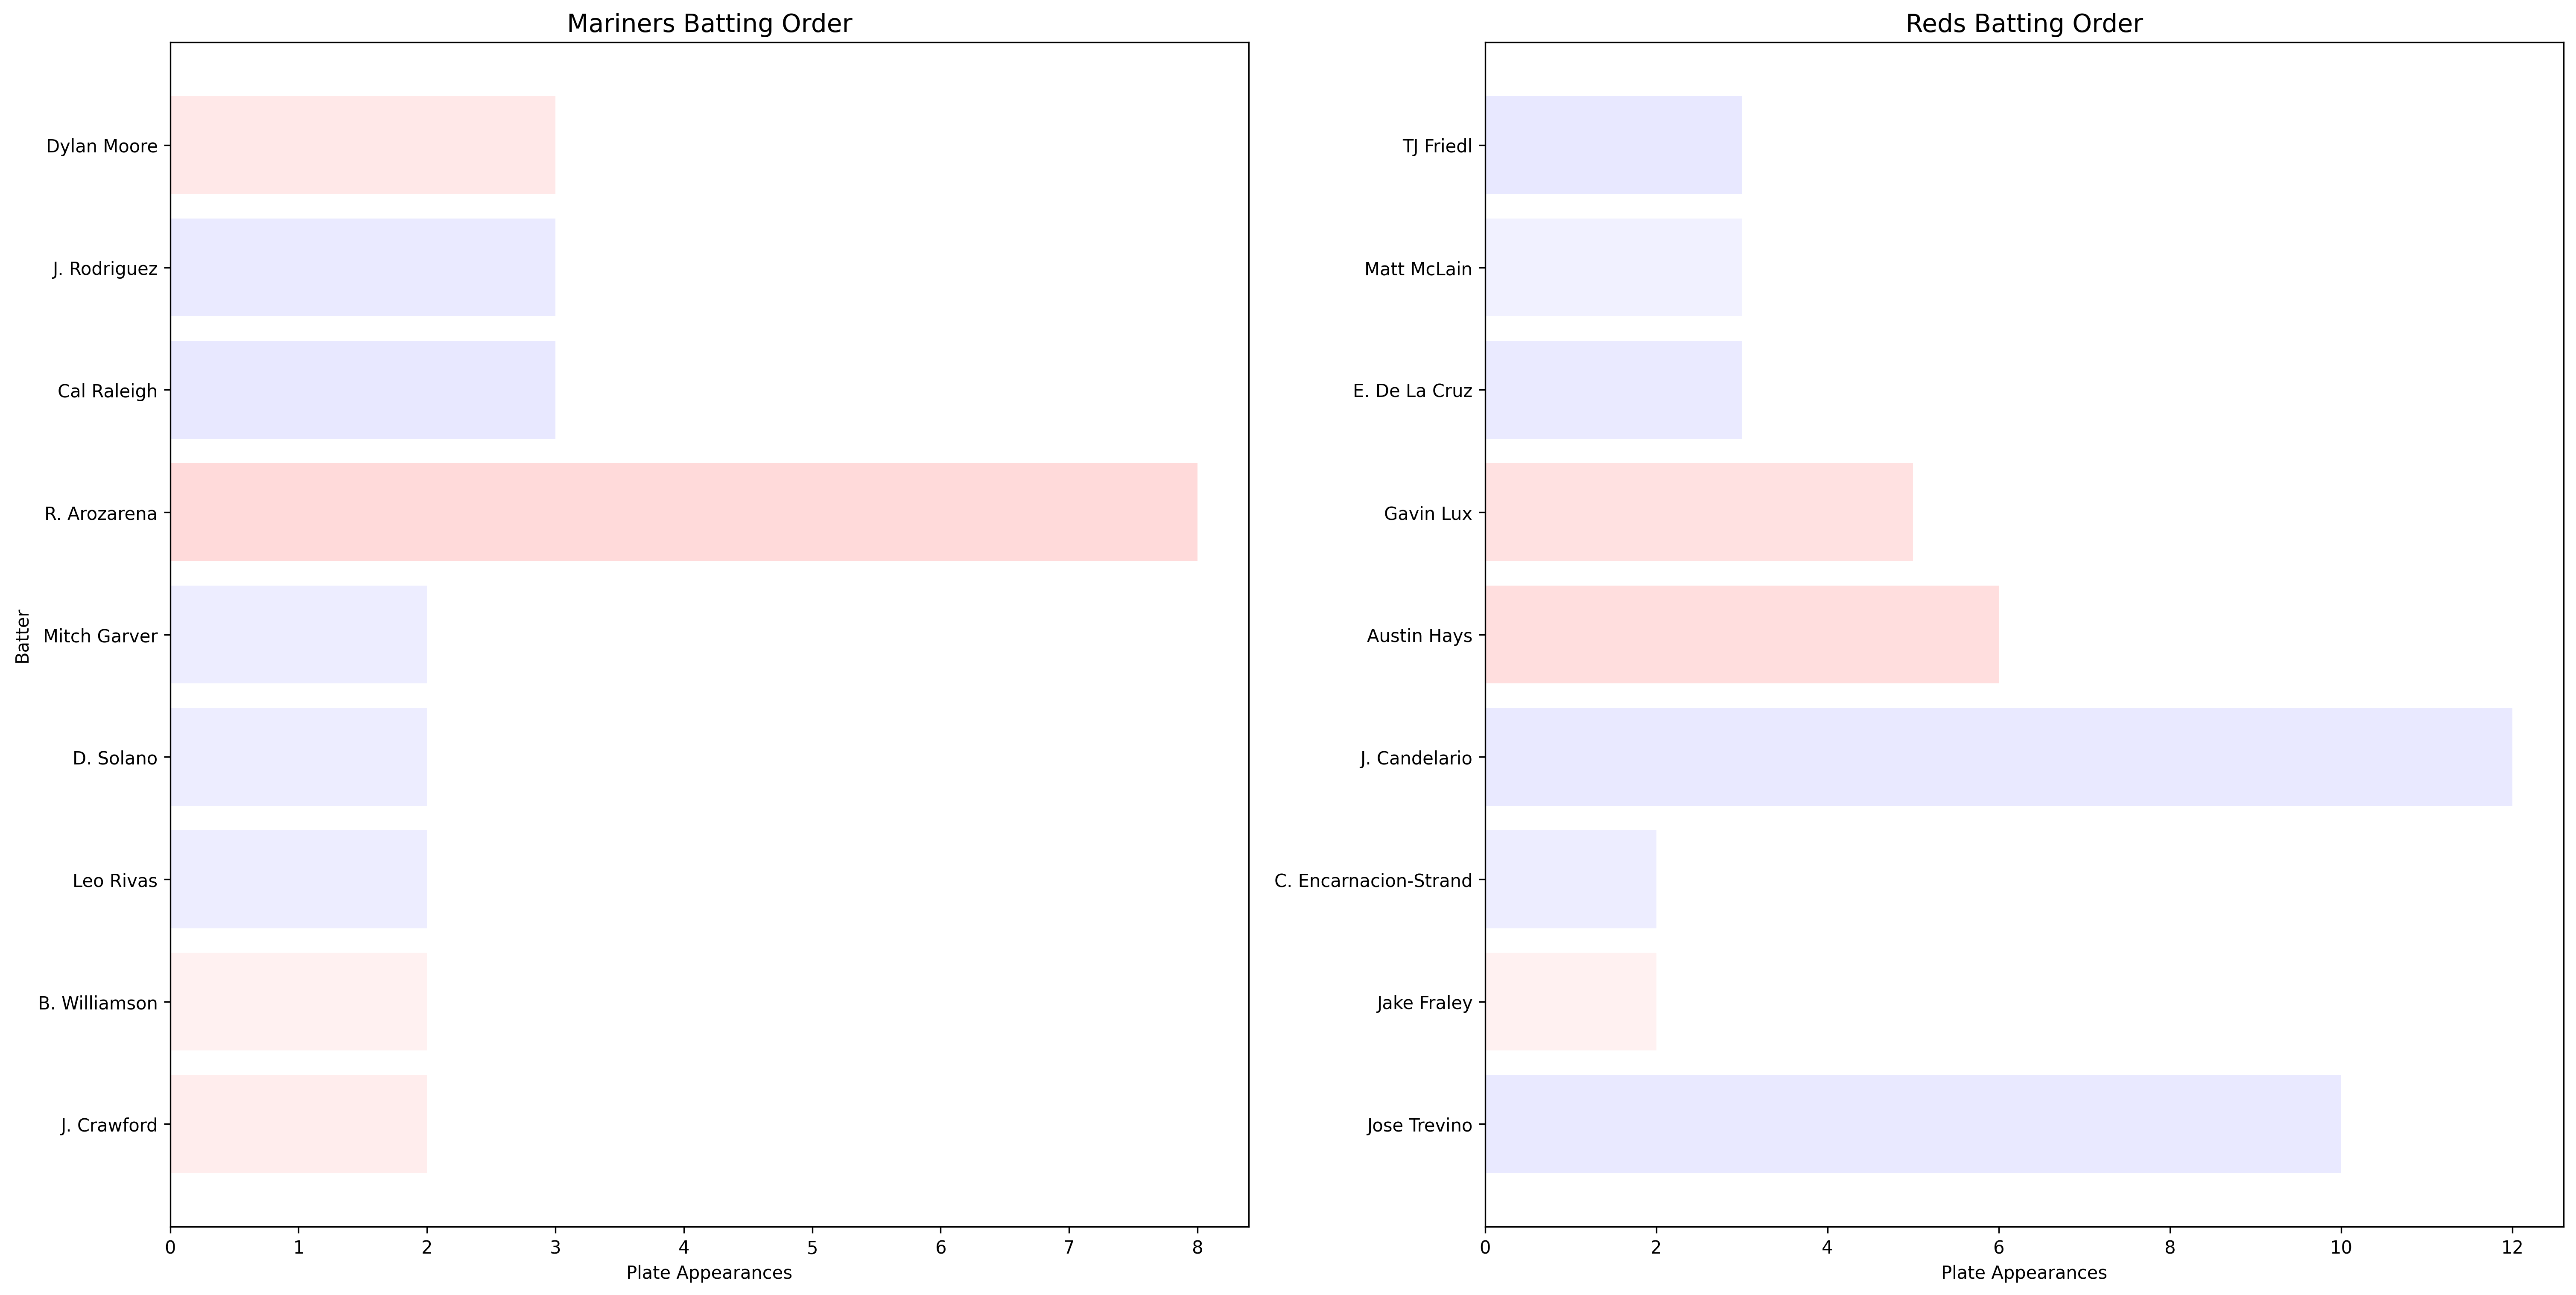 Mariners Batting Order
Batter
Dylan Moore
J. Rodriguez
Cal Raleigh
R. Arozarena
Mitch Garver
D. Solano
Leo Rivas
B. Williamson
J. Crawford
0 1 2 3 4 5 6 7 8
Plate Appearances
Reds Batting Order
TJ Friedl
Matt McLain
E. De La Cruz
Gavin Lux
Austin Hays
J. Candelario
C. Encarnacion-Strand
Jake Fraley
Jose Trevino
0 2 4 6 8 10 12
Plate Appearances